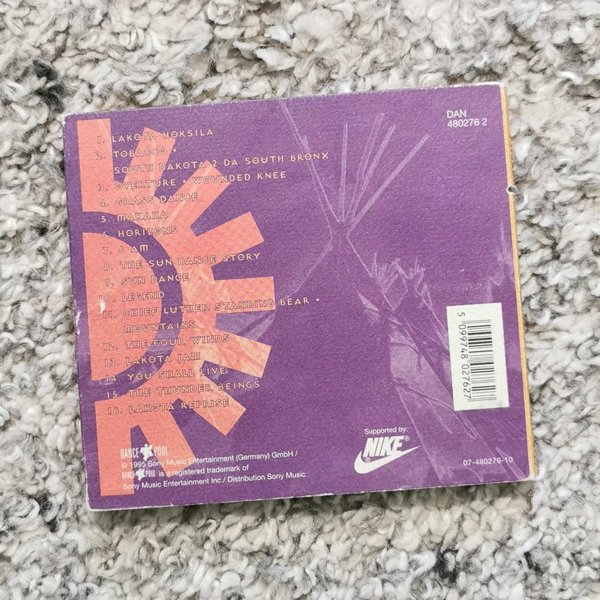 DAN
480276 2
1. LAKOTA HOKSILA
2. TOBACCO
SOUTH DAKOTA 2 DA SOUTH BRONX
3. OVERTURE • WOUNDED KNEE
4. GRASS DANCE
5. MAKAHA
6. HORIZONS
7. AM
8. THE SUN DANCE STORY
9. SUN DANCE
10. LEGEND
11. CHIEF LUTHER STANDING BEAR •
MOUNTAINS
12. THE FOUR WINDS
13. LAKOTA JAM
14. YOU SHALL LIVE
15. THE THUNDER BEINGS
16. LAKOTA REPRISE
5 099748 027627
DANCE POOL
© 1995 Sony Music Entertainment (Germany) GmbH /
DANCE POOL is a registered trademark of
Sony Music Entertainment Inc. / Distribution Sony Music
Supported by:
NIKE®
07-480276-10